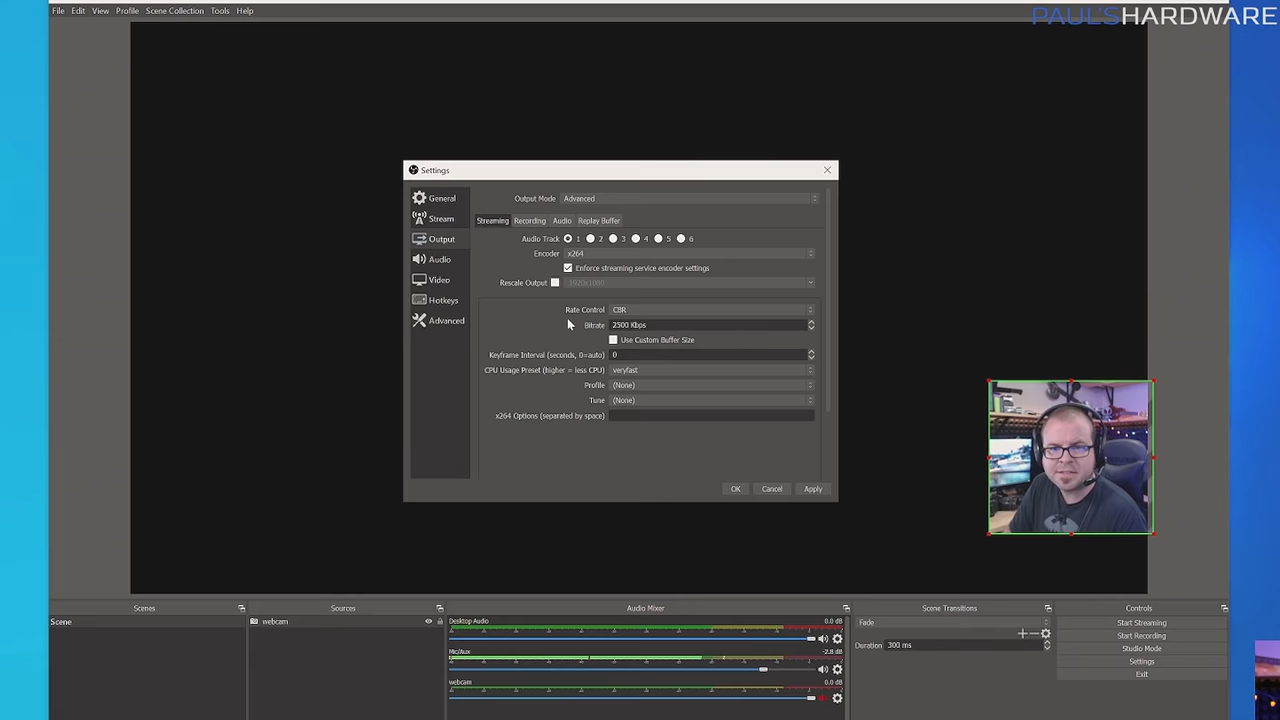 File Edit View Profile Scene Collection Tools Help
PAUL'SHARDWARE
Settings
General
Stream
Output
Audio
Video
Hotkeys
Advanced
Output Mode Advanced
Streaming Recording Audio Replay Buffer
Audio Track 1 2 3 4 5 6
Encoder x264
Enforce streaming service encoder settings
Rescale Output 1920x1080
Rate Control CBR
Bitrate 2500 Kbps
Use Custom Buffer Size
Keyframe Interval (seconds, 0=auto) 0
CPU Usage Preset (higher = less CPU) veryfast
Profile (None)
Tune (None)
x264 Options (separated by space)
OK Cancel Apply
Scenes
Scene
Sources
webcam
Audio Mixer
Desktop Audio 0.0 dB
Mic/Aux -2.8 dB
webcam 0.0 dB
Scene Transitions
Fade
Duration 300 ms
Controls
Start Streaming
Start Recording
Studio Mode
Settings
Exit